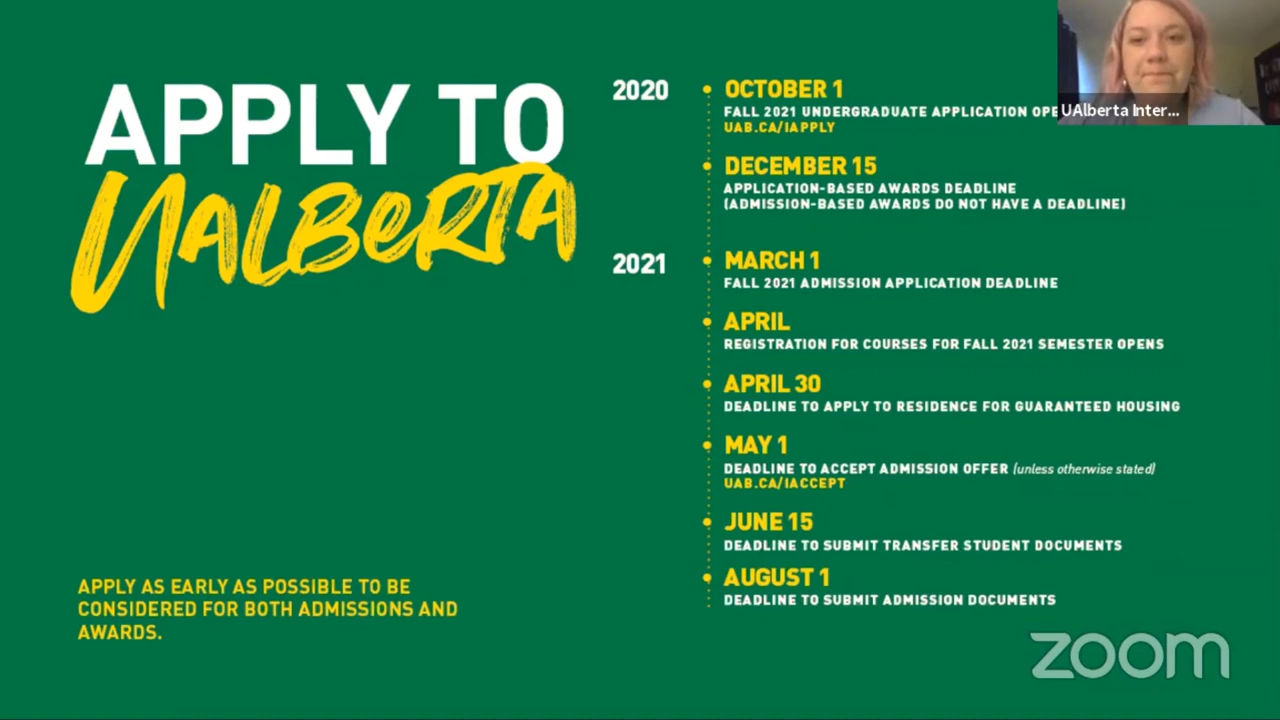 APPLY TO
UALBERTA
2020
OCTOBER 1
FALL 2021 UNDERGRADUATE APPLICATION
UAB.CA/IAPPLY
DECEMBER 15
APPLICATION-BASED AWARDS DEADLINE
(ADMISSION-BASED AWARDS DO NOT HAVE A DEADLINE)
2021
MARCH 1
FALL 2021 ADMISSION APPLICATION DEADLINE
APRIL
REGISTRATION FOR COURSES FOR FALL 2021 SEMESTER OPENS
APRIL 30
DEADLINE TO APPLY TO RESIDENCE FOR GUARANTEED HOUSING
MAY 1
DEADLINE TO ACCEPT ADMISSION OFFER (unless otherwise stated)
UAB.CA/IACCEPT
JUNE 15
DEADLINE TO SUBMIT TRANSFER STUDENT DOCUMENTS
AUGUST 1
DEADLINE TO SUBMIT ADMISSION DOCUMENTS
APPLY AS EARLY AS POSSIBLE TO BE
CONSIDERED FOR BOTH ADMISSIONS AND
AWARDS.
UAlberta Inter...
zoom